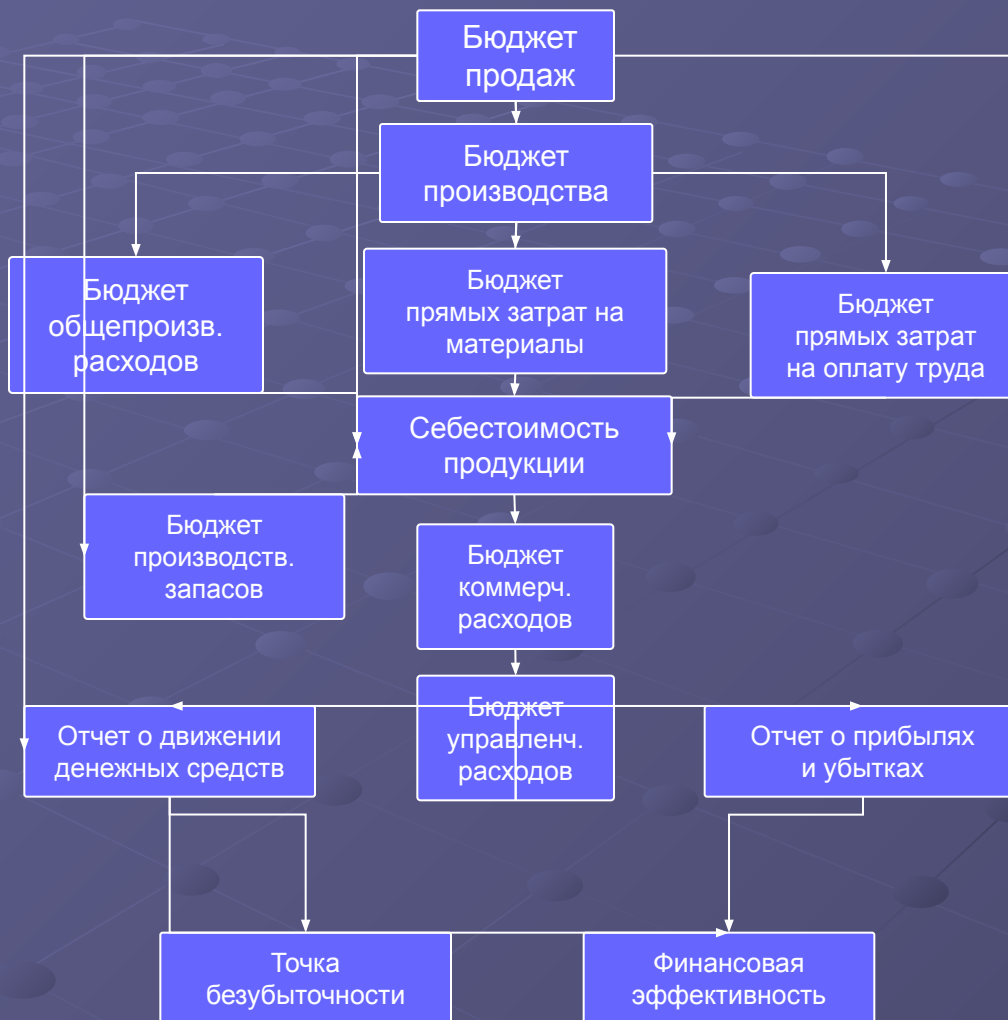 Бюджет
продаж
Бюджет
производства
Бюджет
общепроизв.
расходов
Бюджет
прямых затрат на
материалы
Бюджет
прямых затрат
на оплату труда
Себестоимость
продукции
Бюджет
производств.
запасов
Бюджет
коммерч.
расходов
Отчет о движении
денежных средств
Бюджет
управленч.
расходов
Отчет о прибылях
и убытках
Точка
безубыточности
Финансовая
эффективность